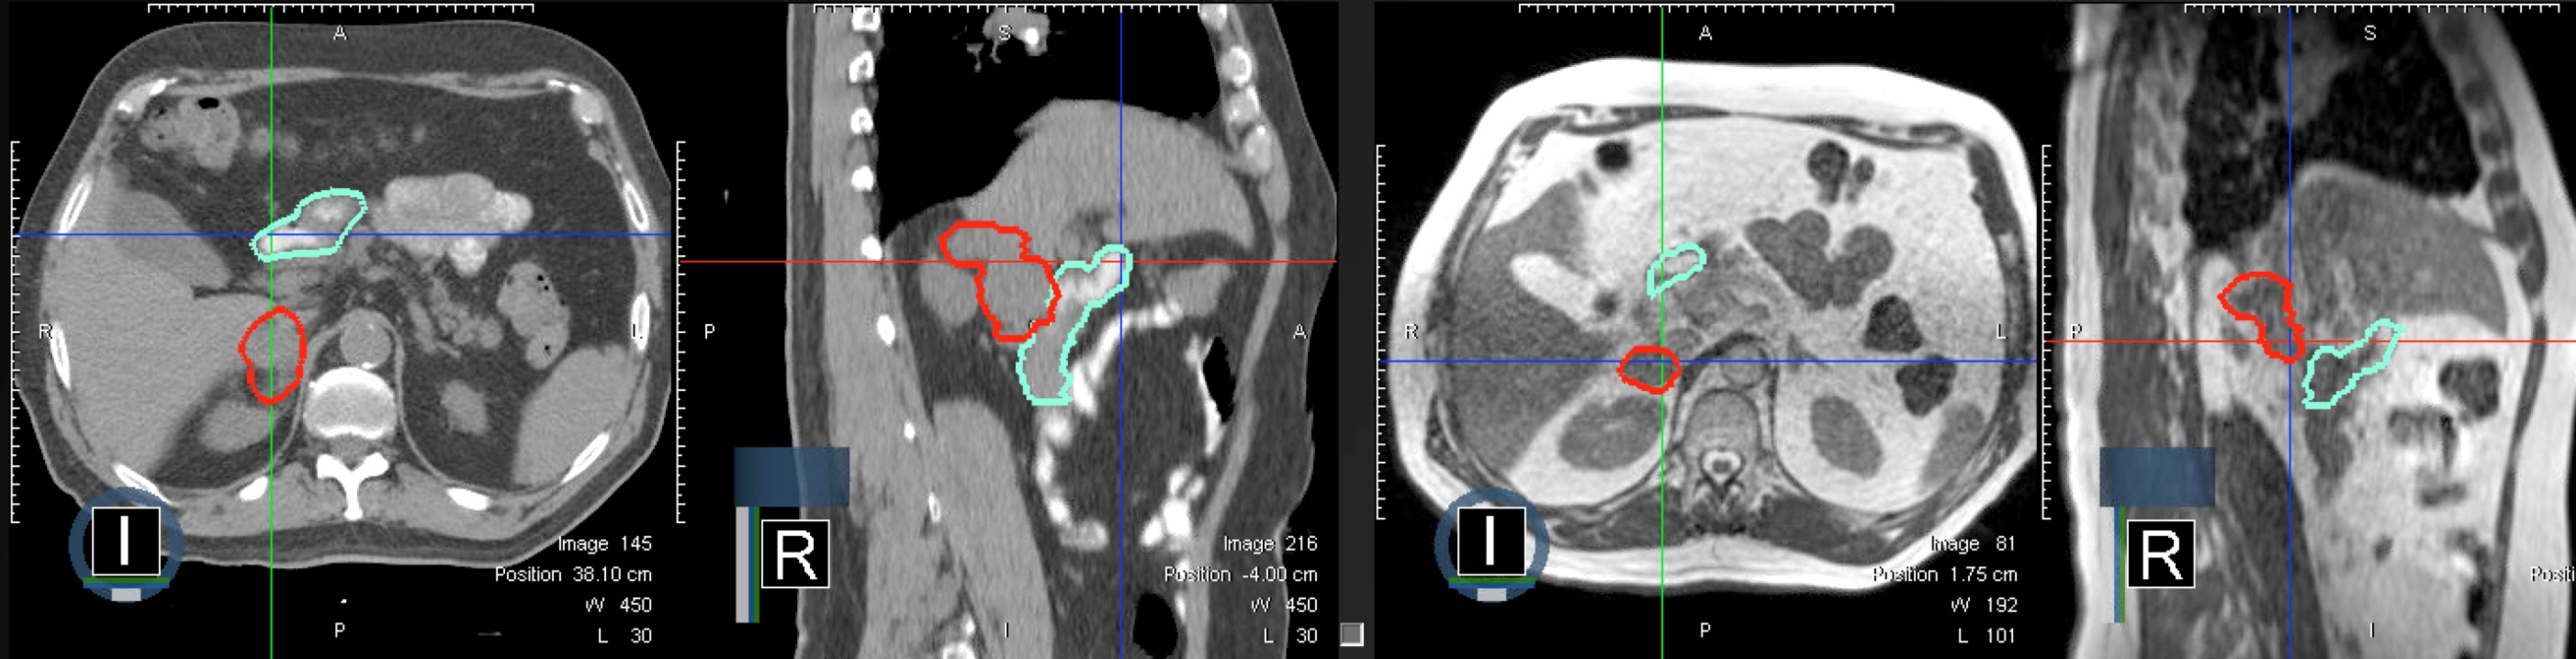 A
R
L
I
Image 145
Position 38.10 cm
W 450
L 30
P
S
P
A
R
Image 216
Position -4.00 cm
W 450
L 30
I
A
R
L
I
Image 81
Position 1.75 cm
W 192
L 101
P
S
P
R
Positi
I